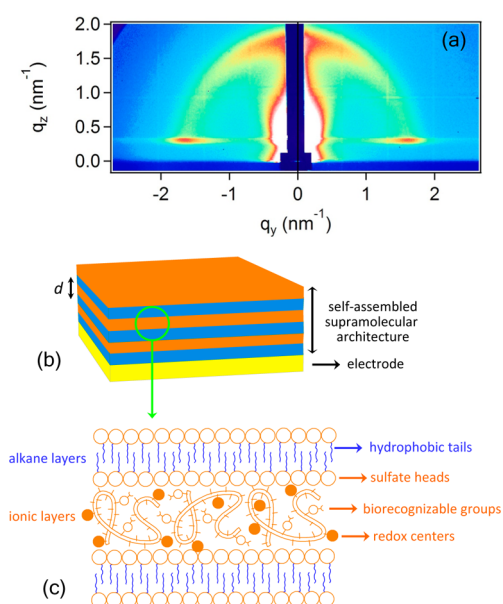 (a)
2.0
1.5
1.0
0.5
0.0
q_z (nm⁻¹)
-2 -1 0 1 2
q_y (nm⁻¹)
d
self-assembled
supramolecular
architecture
electrode
(b)
alkane layers
hydrophobic tails
sulfate heads
ionic layers
biorecognizable groups
redox centers
(c)